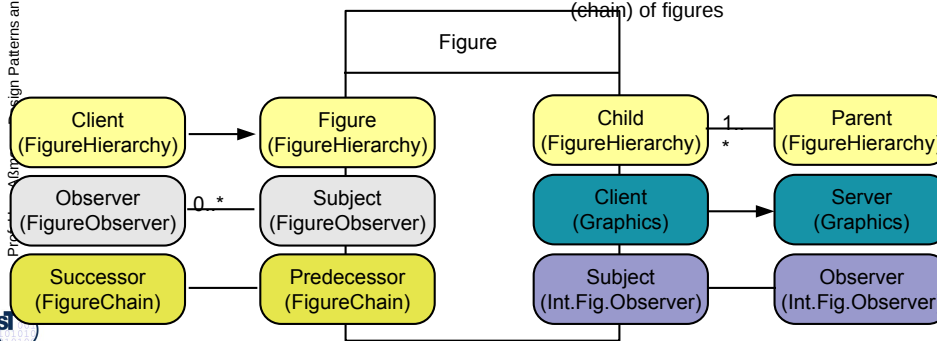 (chain) of figures
Figure
Client
(FigureHierarchy)
Figure
(FigureHierarchy)
Child
(FigureHierarchy)
1..
*
Parent
(FigureHierarchy)
Observer
(FigureObserver)
0..*
Subject
(FigureObserver)
Client
(Graphics)
Server
(Graphics)
Successor
(FigureChain)
Predecessor
(FigureChain)
Subject
(Int.Fig.Observer)
Observer
(Int.Fig.Observer
Patterns